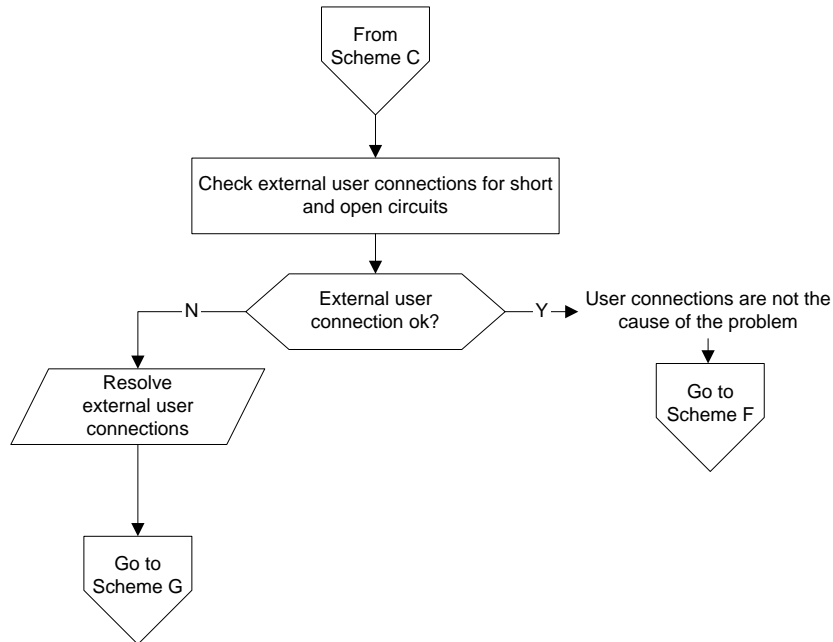 From
Scheme C
Check external user connections for short
and open circuits
External user
connection ok?
N
Y
User connections are not the
cause of the problem
Resolve
external user
connections
Go to
Scheme F
Go to
Scheme G